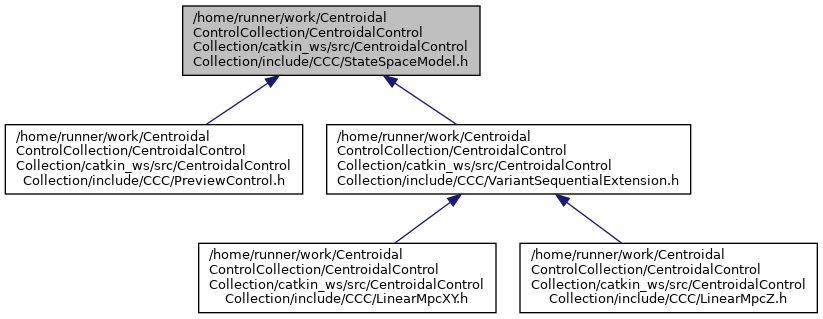 /home/runner/work/Centroidal
ControlCollection/CentroidalControl
Collection/catkin_ws/src/CentroidalControl
Collection/include/CCC/StateSpaceModel.h
/home/runner/work/Centroidal
ControlCollection/CentroidalControl
Collection/catkin_ws/src/CentroidalControl
Collection/include/CCC/PreviewControl.h
/home/runner/work/Centroidal
ControlCollection/CentroidalControl
Collection/catkin_ws/src/CentroidalControl
Collection/include/CCC/VariantSequentialExtension.h
/home/runner/work/Centroidal
ControlCollection/CentroidalControl
Collection/catkin_ws/src/CentroidalControl
Collection/include/CCC/LinearMpcXY.h
/home/runner/work/Centroidal
ControlCollection/CentroidalControl
Collection/catkin_ws/src/CentroidalControl
Collection/include/CCC/LinearMpcZ.h